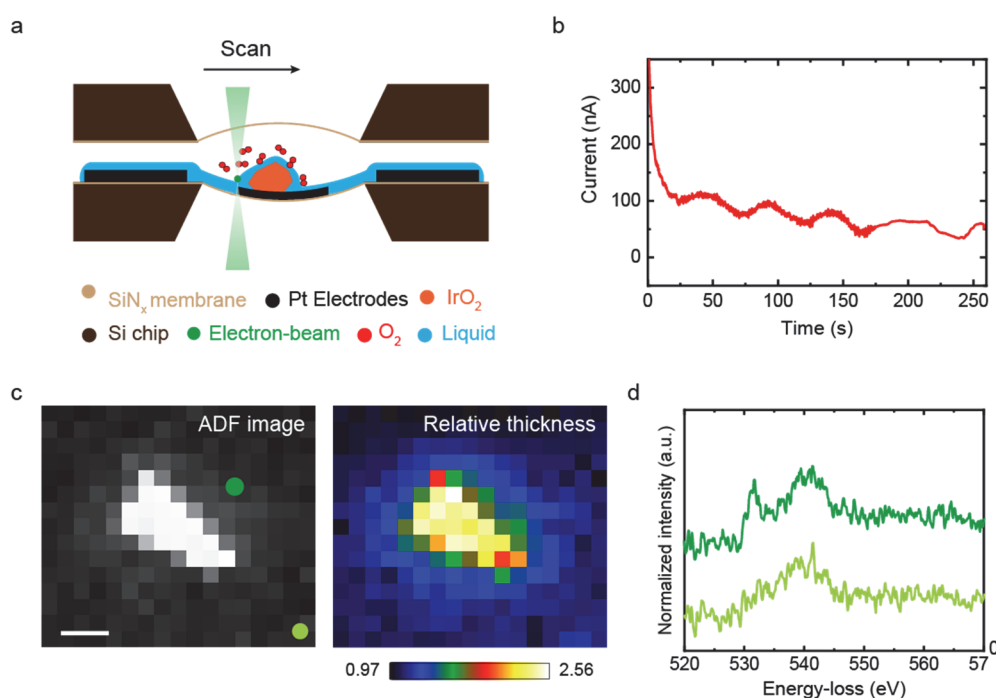 a
Scan
SiNx membrane
Pt Electrodes
IrO2
Si chip
Electron-beam
O2
Liquid
b
Current (nA)
300
200
100
0
0
50
100
150
200
250
Time (s)
c
ADF image
Relative thickness
0.97
2.56
d
Normalized intensity (a.u.)
0
520
530
540
550
560
57
Energy-loss (eV)